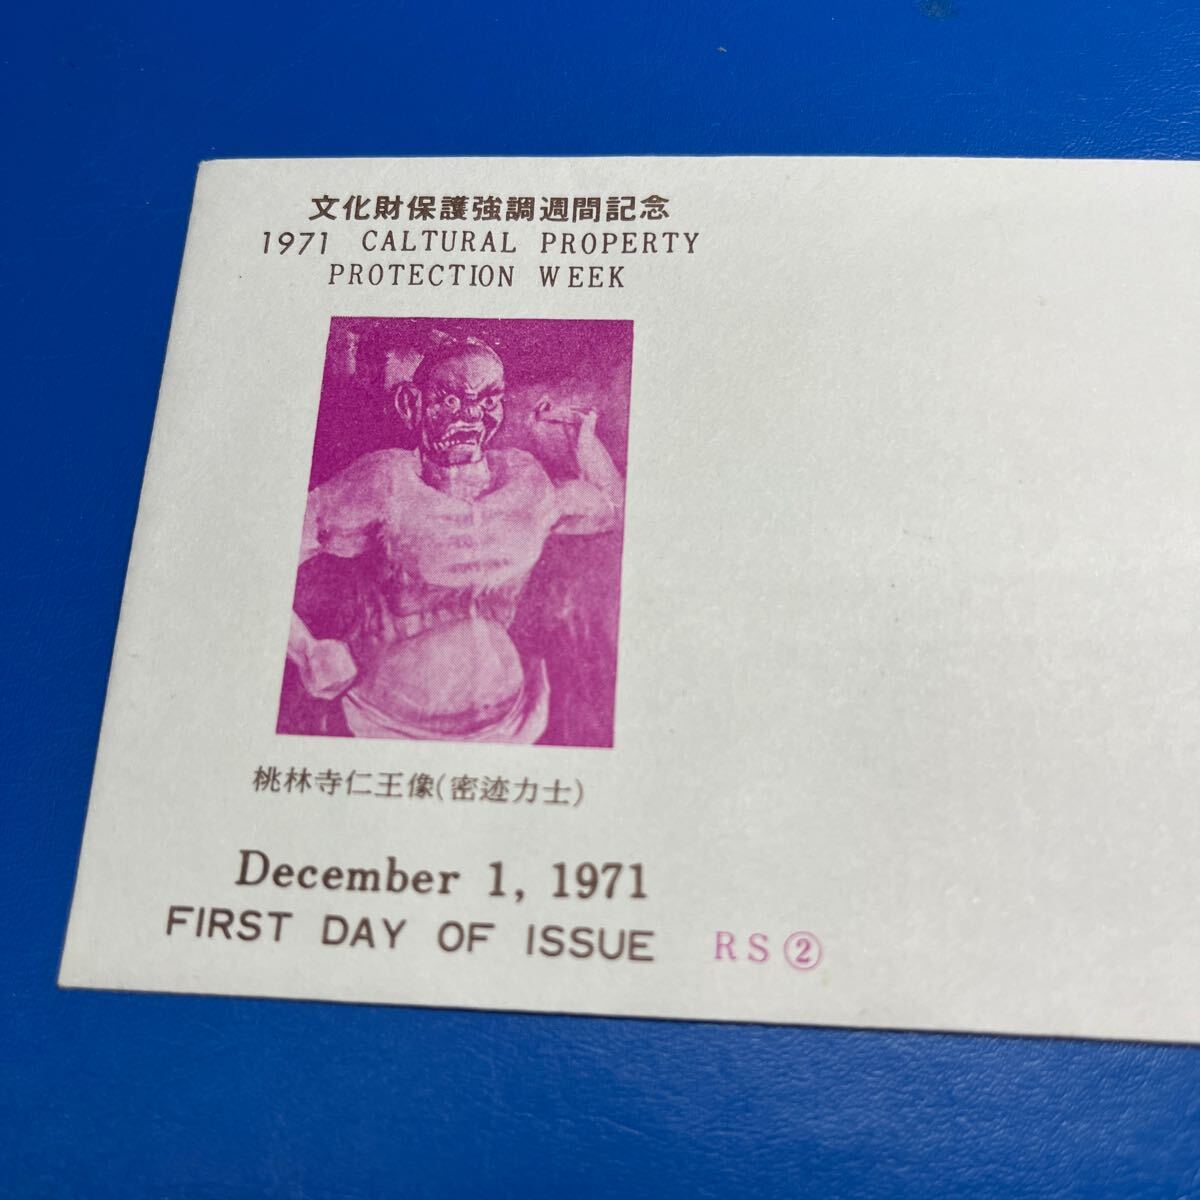 文化財保護強調週間記念
1971 CALTURAL PROPERTY
PROTECTION WEEK
桃林寺仁王像(密迹力士)
December 1, 1971
FIRST DAY OF ISSUE RS②